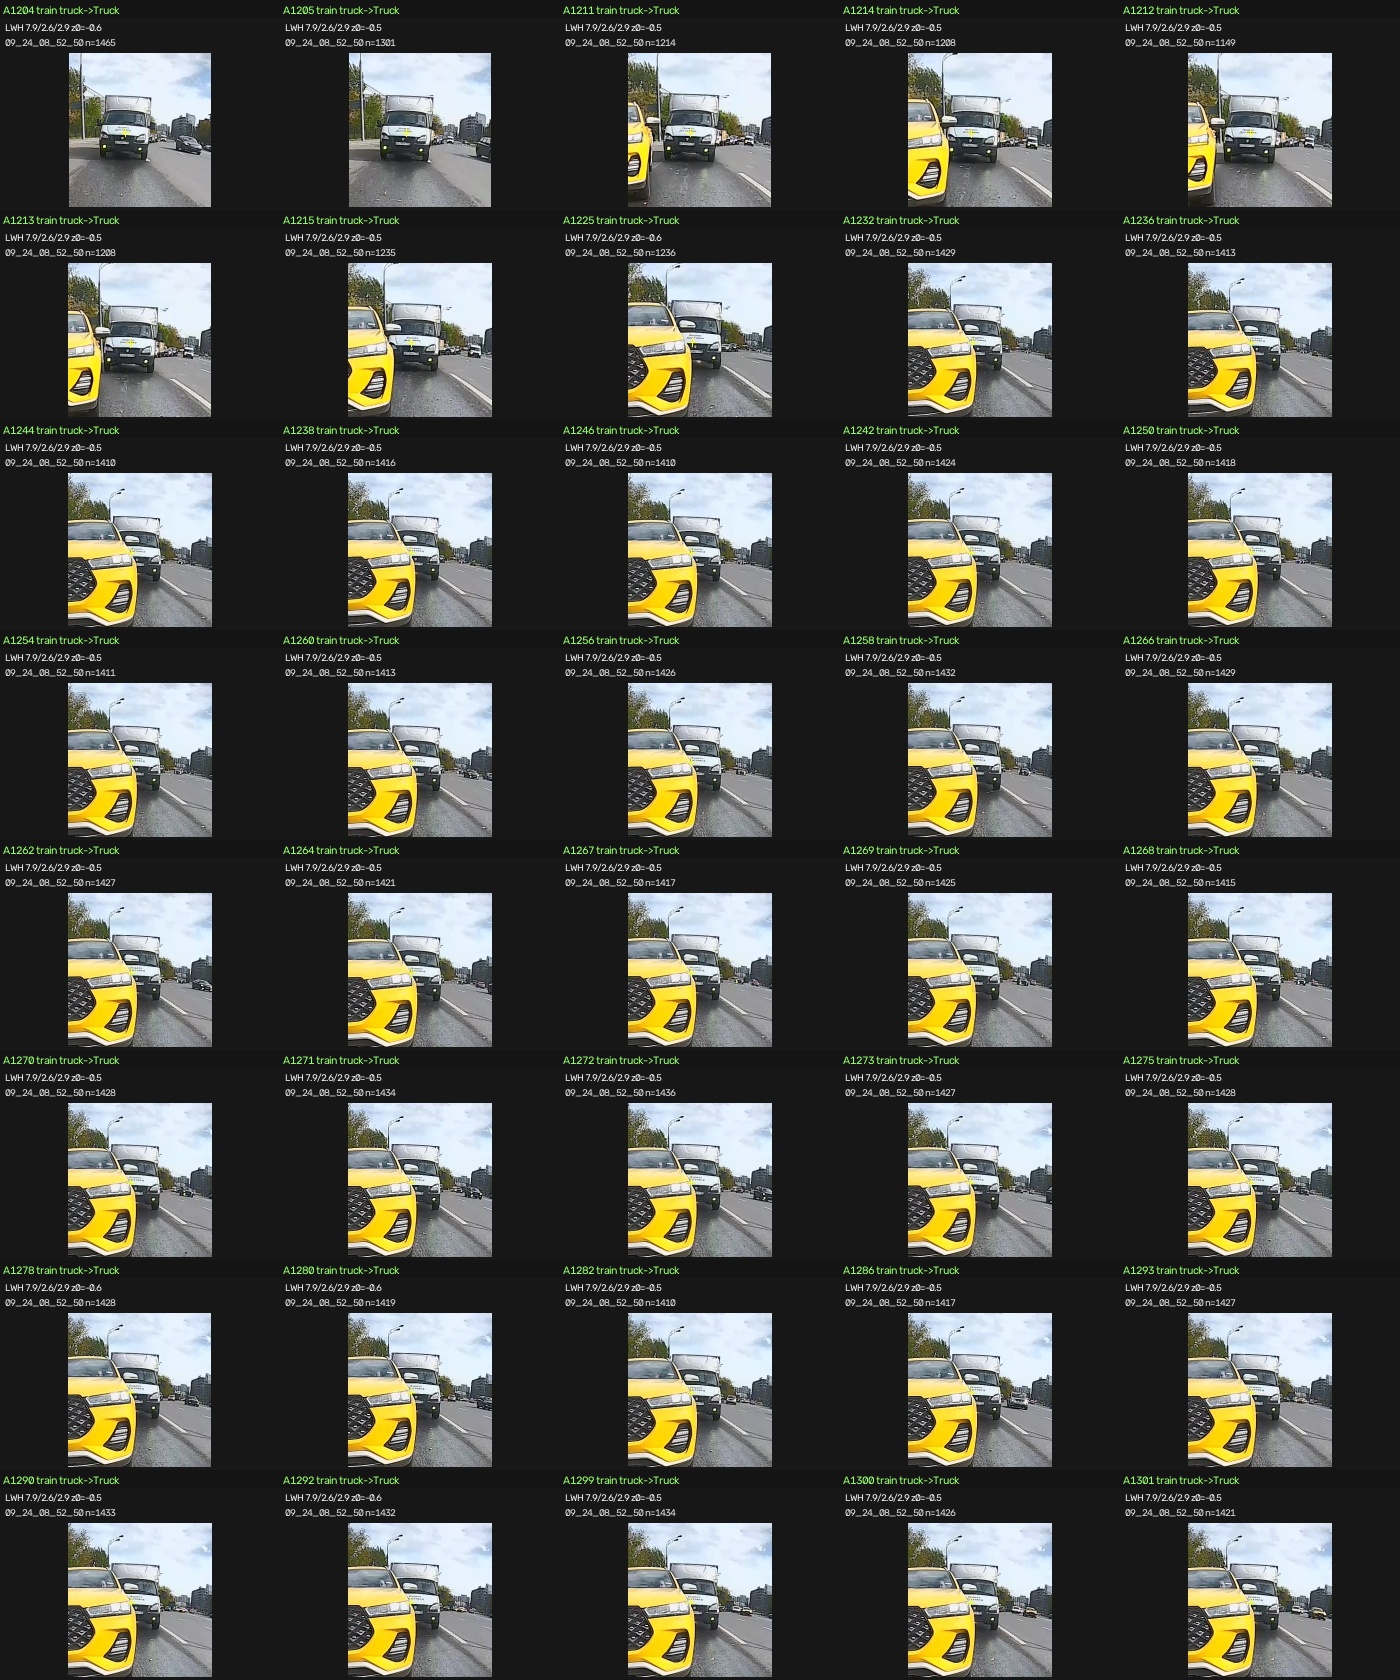 A1204 train truck->Truck
LWH 7.9/2.6/2.9 z0=-0.6
09_24_08_52_50 n=1465
A1205 train truck->Truck
LWH 7.9/2.6/2.9 z0=-0.5
09_24_08_52_50 n=1301
A1211 train truck->Truck
LWH 7.9/2.6/2.9 z0=-0.5
09_24_08_52_50 n=1214
A1214 train truck->Truck
LWH 7.9/2.6/2.9 z0=-0.5
09_24_08_52_50 n=1208
A1212 train truck->Truck
LWH 7.9/2.6/2.9 z0=-0.5
09_24_08_52_50 n=1149
A1213 train truck->Truck
LWH 7.9/2.6/2.9 z0=-0.5
09_24_08_52_50 n=1208
A1215 train truck->Truck
LWH 7.9/2.6/2.9 z0=-0.5
09_24_08_52_50 n=1235
A1225 train truck->Truck
LWH 7.9/2.6/2.9 z0=-0.6
09_24_08_52_50 n=1236
A1232 train truck->Truck
LWH 7.9/2.6/2.9 z0=-0.5
09_24_08_52_50 n=1429
A1236 train truck->Truck
LWH 7.9/2.6/2.9 z0=-0.5
09_24_08_52_50 n=1413
A1244 train truck->Truck
LWH 7.9/2.6/2.9 z0=-0.5
09_24_08_52_50 n=1410
A1238 train truck->Truck
LWH 7.9/2.6/2.9 z0=-0.5
09_24_08_52_50 n=1416
A1246 train truck->Truck
LWH 7.9/2.6/2.9 z0=-0.5
09_24_08_52_50 n=1410
A1242 train truck->Truck
LWH 7.9/2.6/2.9 z0=-0.5
09_24_08_52_50 n=1424
A1250 train truck->Truck
LWH 7.9/2.6/2.9 z0=-0.5
09_24_08_52_50 n=1418
A1254 train truck->Truck
LWH 7.9/2.6/2.9 z0=-0.5
09_24_08_52_50 n=1411
A1260 train truck->Truck
LWH 7.9/2.6/2.9 z0=-0.5
09_24_08_52_50 n=1413
A1256 train truck->Truck
LWH 7.9/2.6/2.9 z0=-0.5
09_24_08_52_50 n=1426
A1258 train truck->Truck
LWH 7.9/2.6/2.9 z0=-0.5
09_24_08_52_50 n=1432
A1266 train truck->Truck
LWH 7.9/2.6/2.9 z0=-0.5
09_24_08_52_50 n=1429
A1262 train truck->Truck
LWH 7.9/2.6/2.9 z0=-0.5
09_24_08_52_50 n=1427
A1264 train truck->Truck
LWH 7.9/2.6/2.9 z0=-0.5
09_24_08_52_50 n=1421
A1267 train truck->Truck
LWH 7.9/2.6/2.9 z0=-0.5
09_24_08_52_50 n=1417
A1269 train truck->Truck
LWH 7.9/2.6/2.9 z0=-0.5
09_24_08_52_50 n=1425
A1268 train truck->Truck
LWH 7.9/2.6/2.9 z0=-0.5
09_24_08_52_50 n=1415
A1270 train truck->Truck
LWH 7.9/2.6/2.9 z0=-0.5
09_24_08_52_50 n=1428
A1271 train truck->Truck
LWH 7.9/2.6/2.9 z0=-0.5
09_24_08_52_50 n=1434
A1272 train truck->Truck
LWH 7.9/2.6/2.9 z0=-0.5
09_24_08_52_50 n=1436
A1273 train truck->Truck
LWH 7.9/2.6/2.9 z0=-0.5
09_24_08_52_50 n=1427
A1275 train truck->Truck
LWH 7.9/2.6/2.9 z0=-0.5
09_24_08_52_50 n=1428
A1278 train truck->Truck
LWH 7.9/2.6/2.9 z0=-0.6
09_24_08_52_50 n=1428
A1280 train truck->Truck
LWH 7.9/2.6/2.9 z0=-0.6
09_24_08_52_50 n=1419
A1282 train truck->Truck
LWH 7.9/2.6/2.9 z0=-0.5
09_24_08_52_50 n=1410
A1286 train truck->Truck
LWH 7.9/2.6/2.9 z0=-0.5
09_24_08_52_50 n=1417
A1293 train truck->Truck
LWH 7.9/2.6/2.9 z0=-0.5
09_24_08_52_50 n=1427
A1290 train truck->Truck
LWH 7.9/2.6/2.9 z0=-0.5
09_24_08_52_50 n=1433
A1292 train truck->Truck
LWH 7.9/2.6/2.9 z0=-0.6
09_24_08_52_50 n=1432
A1299 train truck->Truck
LWH 7.9/2.6/2.9 z0=-0.5
09_24_08_52_50 n=1434
A1300 train truck->Truck
LWH 7.9/2.6/2.9 z0=-0.5
09_24_08_52_50 n=1426
A1301 train truck->Truck
LWH 7.9/2.6/2.9 z0=-0.5
09_24_08_52_50 n=1421